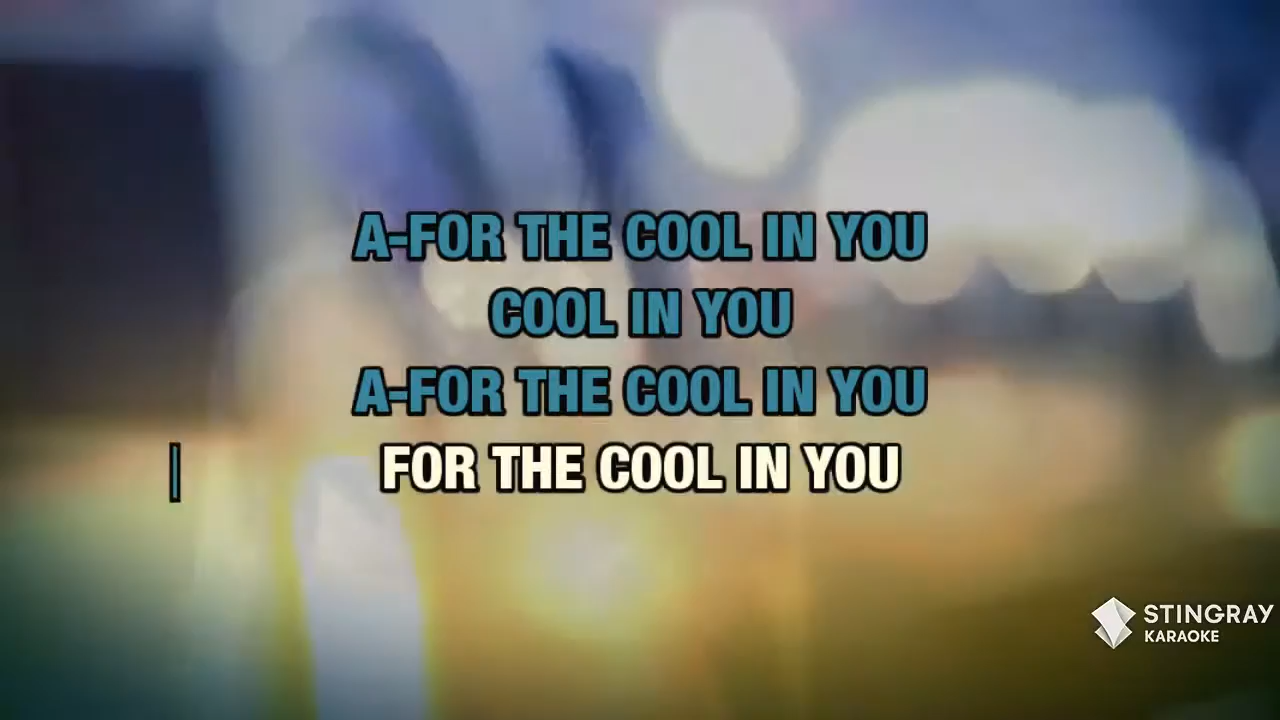 A-FOR THE COOL IN YOU
COOL IN YOU
A-FOR THE COOL IN YOU
FOR THE COOL IN YOU
STINGRAY
KARAOKE